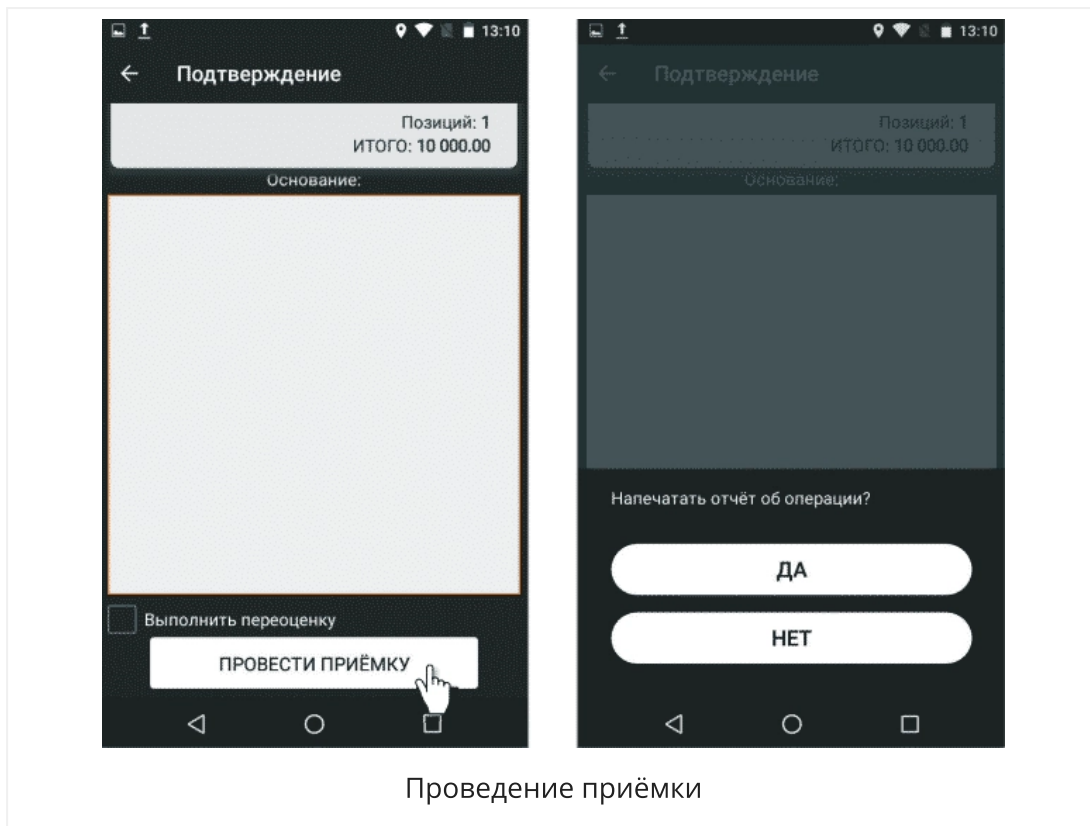 13:10
Подтверждение
Позиций: 1
ИТОГО: 10 000.00
Основание:
Выполнить переоценку
ПРОВЕСТИ ПРИЁМКУ
13:10
Подтверждение
Позиций: 1
ИТОГО: 10 000.00
Основание:
Напечатать отчёт об операции?
ДА
НЕТ
Проведение приёмки